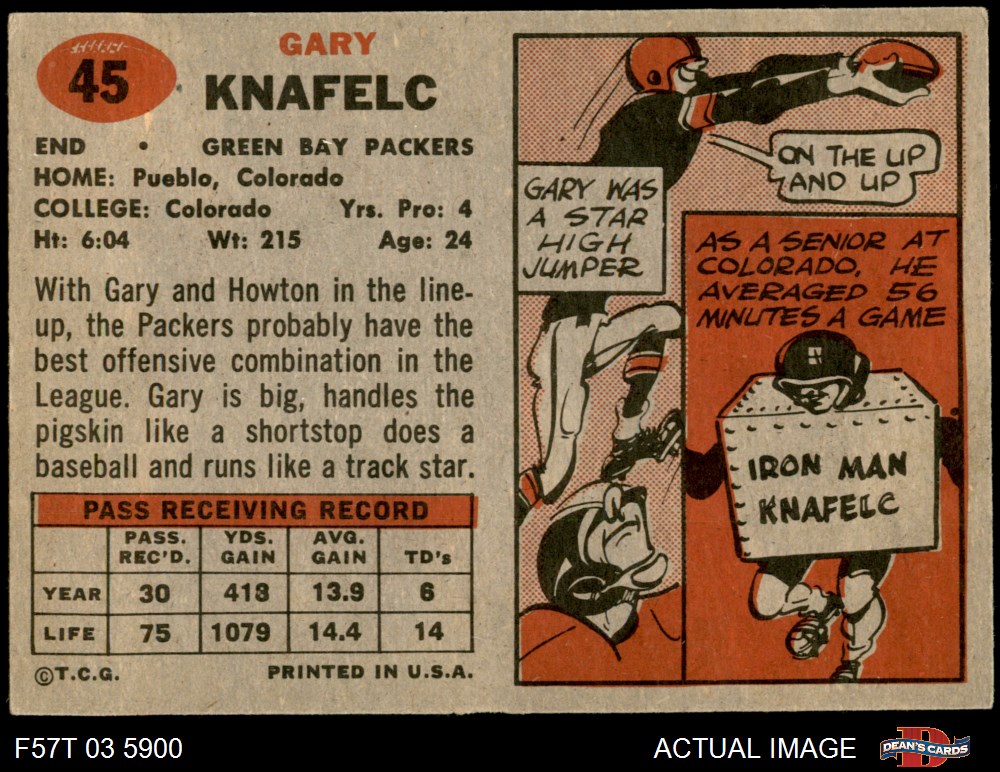 45
GARY
KNAFELC
END • GREEN BAY PACKERS
HOME: Pueblo, Colorado
COLLEGE: Colorado Yrs. Pro: 4
Ht: 6:04 Wt: 215 Age: 24
With Gary and Howton in the line-
up, the Packers probably have the
best offensive combination in the
League. Gary is big, handles the
pigskin like a shortstop does a
baseball and runs like a track star.
PASS RECEIVING RECORD
PASS. REC'D. YDS. GAIN AVG. GAIN TD's
YEAR 30 418 13.9 6
LIFE 75 1079 14.4 14
©T.C.G. PRINTED IN U.S.A.
ON THE UP
AND UP
GARY WAS
A STAR
HIGH
JUMPER
AS A SENIOR AT
COLORADO, HE
AVERAGED 56
MINUTES A GAME
IRON MAN
KNAFELC
F57T 03 5900
ACTUAL IMAGE
D
DEAN'S CARDS